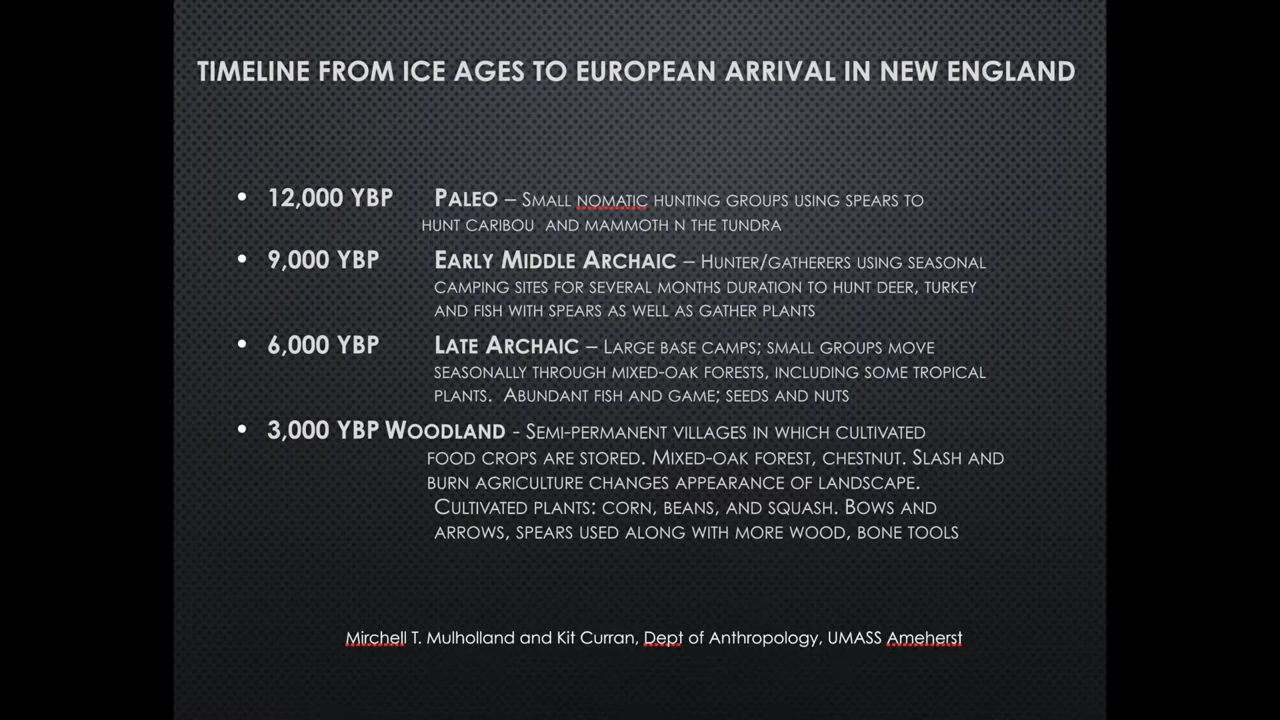 TIMELINE FROM ICE AGES TO EUROPEAN ARRIVAL IN NEW ENGLAND
• 12,000 YBP PALEO – SMALL NOMATIC HUNTING GROUPS USING SPEARS TO
HUNT CARIBOU AND MAMMOTH N THE TUNDRA
• 9,000 YBP EARLY MIDDLE ARCHAIC – HUNTER/GATHERERS USING SEASONAL
CAMPING SITES FOR SEVERAL MONTHS DURATION TO HUNT DEER, TURKEY
AND FISH WITH SPEARS AS WELL AS GATHER PLANTS
• 6,000 YBP LATE ARCHAIC – LARGE BASE CAMPS; SMALL GROUPS MOVE
SEASONALLY THROUGH MIXED-OAK FORESTS, INCLUDING SOME TROPICAL
PLANTS. ABUNDANT FISH AND GAME; SEEDS AND NUTS
• 3,000 YBP WOODLAND - SEMI-PERMANENT VILLAGES IN WHICH CULTIVATED
FOOD CROPS ARE STORED. MIXED-OAK FOREST, CHESTNUT. SLASH AND
BURN AGRICULTURE CHANGES APPEARANCE OF LANDSCAPE.
CULTIVATED PLANTS: CORN, BEANS, AND SQUASH. BOWS AND
ARROWS, SPEARS USED ALONG WITH MORE WOOD, BONE TOOLS
Mirchell T. Mulholland and Kit Curran, Dept of Anthropology, UMASS Ameherst